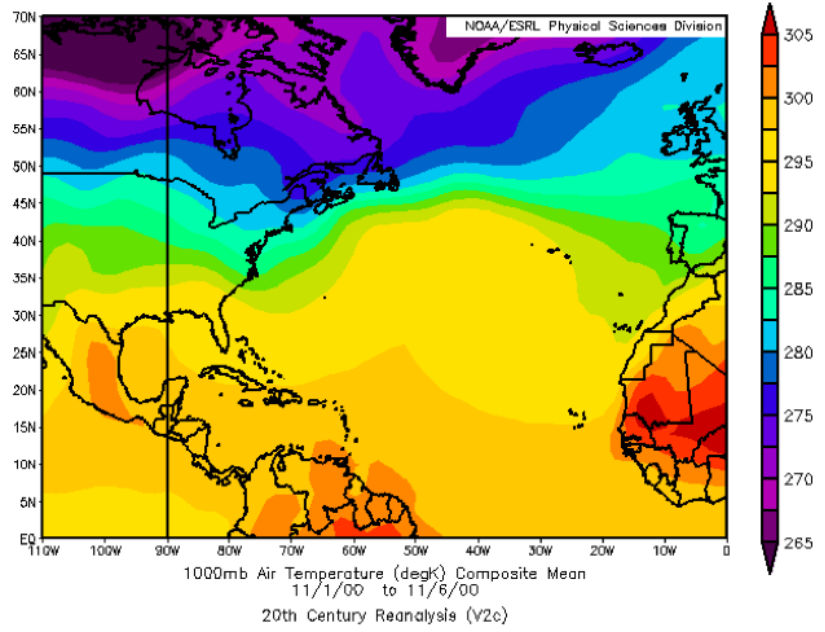 NOAA/ESRL Physical Sciences Division
70N
65N
60N
55N
50N
45N
40N
35N
30N
25N
20N
15N
10N
5N
EQ
110W 100W 90W 80W 70W 60W 50W 40W 30W 20W 10W 0
305
300
295
290
285
280
275
270
265
1000mb Air Temperature (degK) Composite Mean
11/1/00 to 11/6/00
20th Century Reanalysis (V2c)